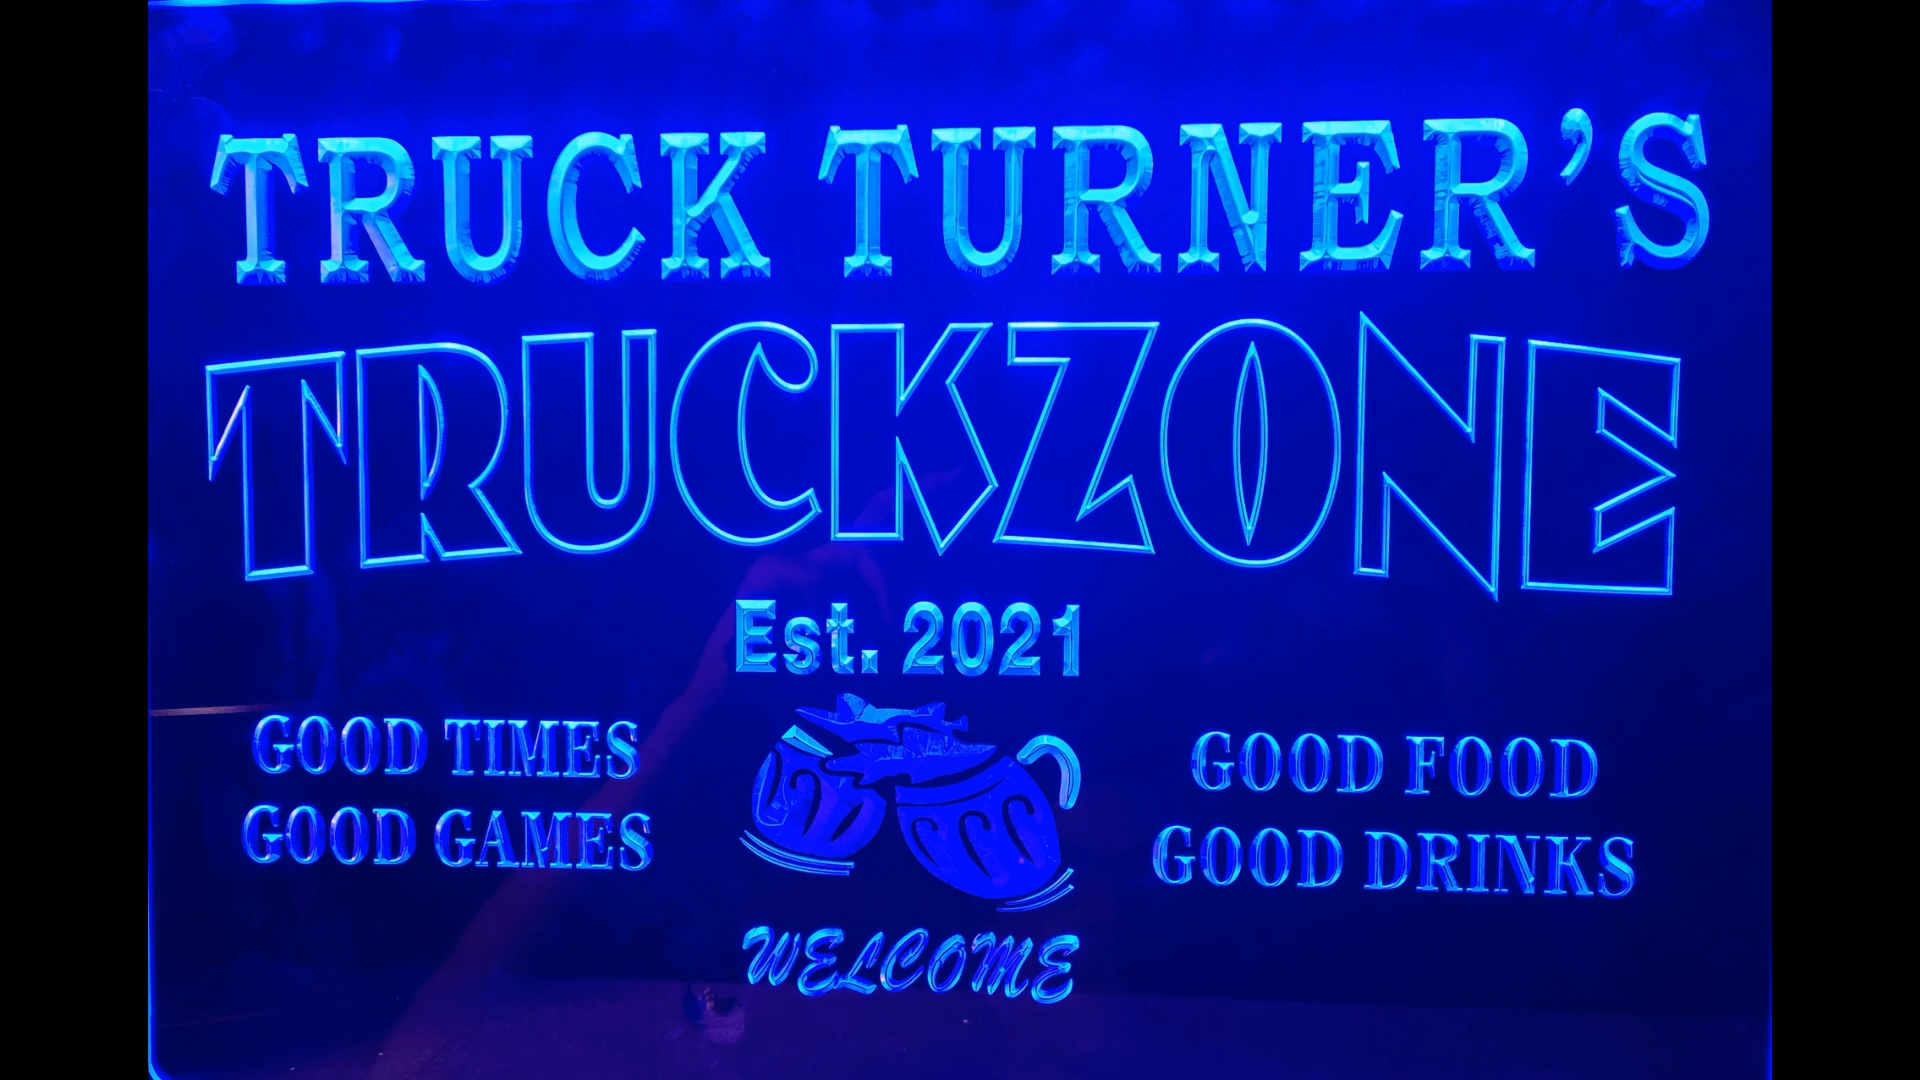 TRUCK TURNER'S
TRUCKZONE
Est. 2021
GOOD TIMES
GOOD GAMES
GOOD FOOD
GOOD DRINKS
WELCOME